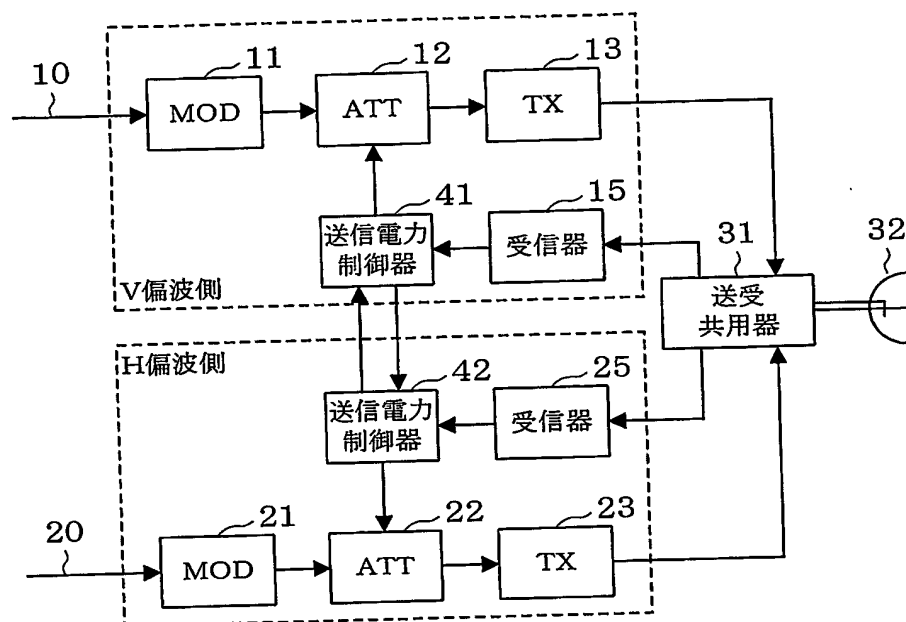 10
11
12
13
MOD
ATT
TX
41
15
送信電力
制御器
受信器
31
32
送受
共用器
V偏波側
H偏波側
42
25
送信電力
制御器
受信器
20
21
22
23
MOD
ATT
TX